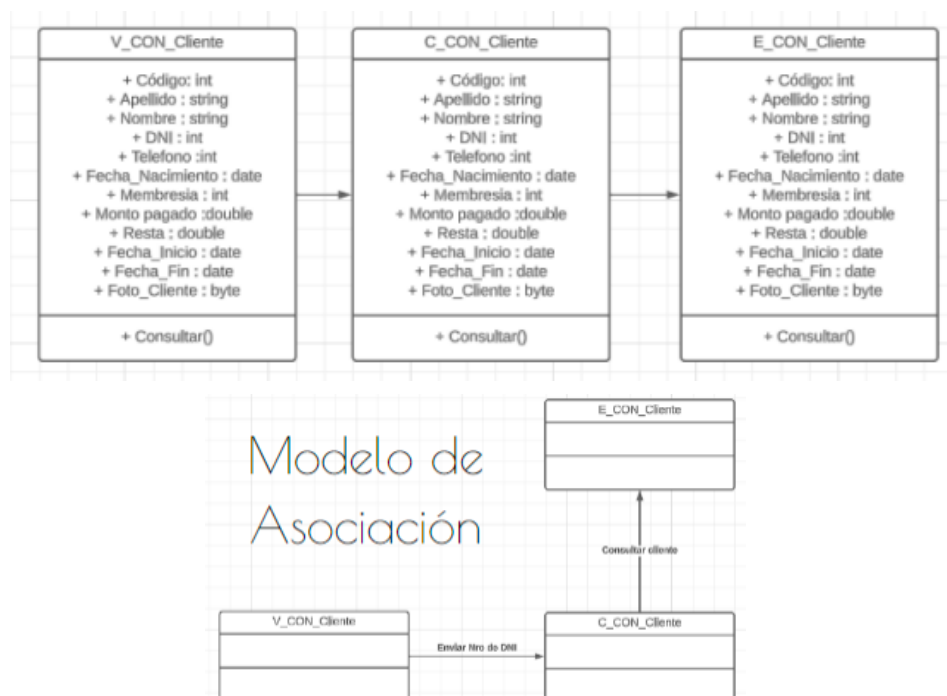 V_CON_Cliente
+ Código: int
+ Apellido : string
+ Nombre : string
+ DNI : int
+ Telefono :int
+ Fecha_Nacimiento : date
+ Membresia : int
+ Monto pagado :double
+ Resta : double
+ Fecha_Inicio : date
+ Fecha_Fin : date
+ Foto_Cliente : byte
+ Consultar()
C_CON_Cliente
+ Código: int
+ Apellido : string
+ Nombre : string
+ DNI : int
+ Telefono :int
+ Fecha_Nacimiento : date
+ Membresia : int
+ Monto pagado :double
+ Resta : double
+ Fecha_Inicio : date
+ Fecha_Fin : date
+ Foto_Cliente : byte
+ Consultar()
E_CON_Cliente
+ Código: int
+ Apellido : string
+ Nombre : string
+ DNI : int
+ Telefono :int
+ Fecha_Nacimiento : date
+ Membresia : int
+ Monto pagado :double
+ Resta : double
+ Fecha_Inicio : date
+ Fecha_Fin : date
+ Foto_Cliente : byte
+ Consultar()
Modelo de
Asociación
E_CON_Cliente
Consultar cliente
V_CON_Cliente
Enviar Nro de DNI
C_CON_Cliente